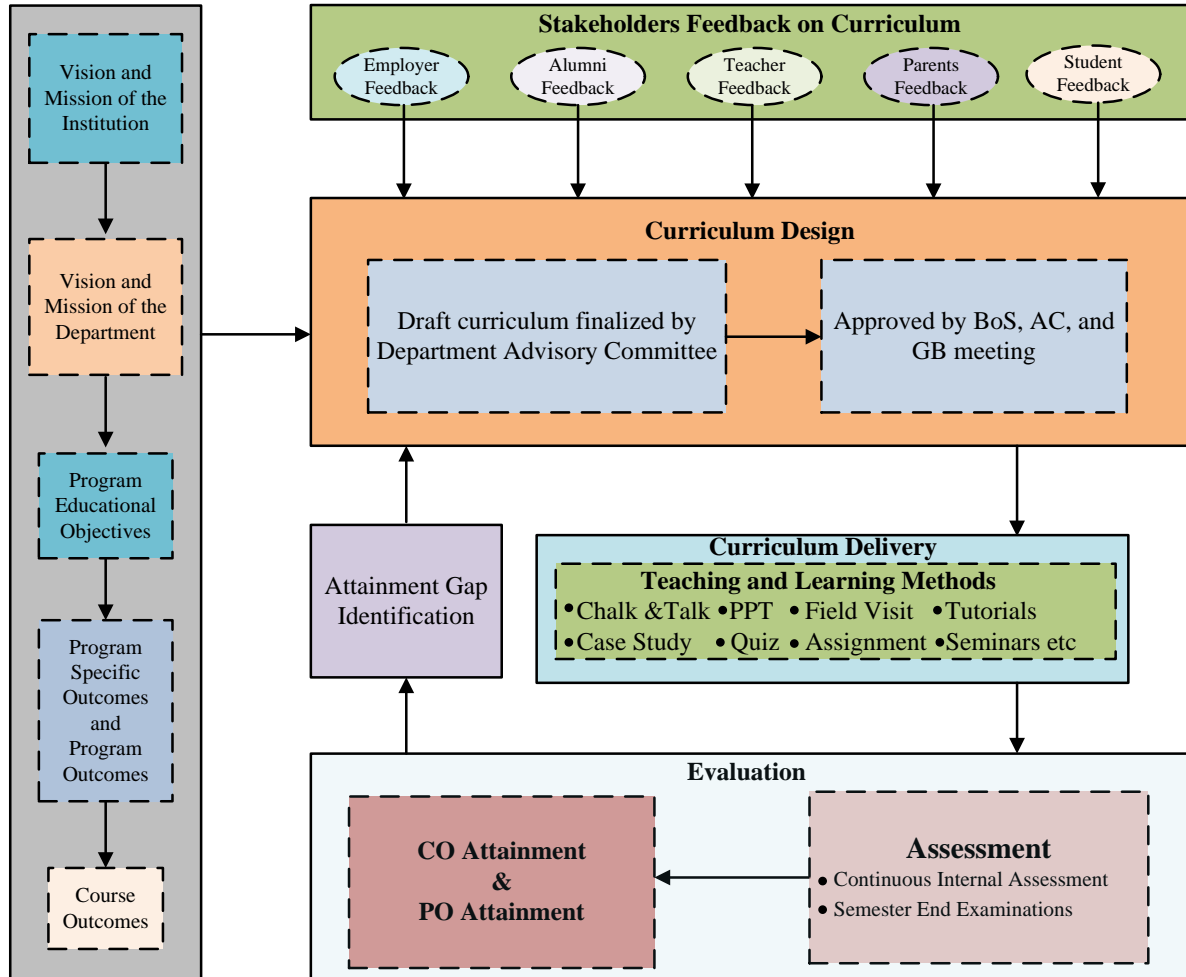 Vision and
Mission of the
Institution
Vision and
Mission of the
Department
Program
Educational
Objectives
Program
Specific
Outcomes
and
Program
Outcomes
Course
Outcomes
Stakeholders Feedback on Curriculum
Employer
Feedback
Alumni
Feedback
Teacher
Feedback
Parents
Feedback
Student
Feedback
Curriculum Design
Draft curriculum finalized by
Department Advisory Committee
Approved by BoS, AC, and
GB meeting
Attainment Gap
Identification
Curriculum Delivery
Teaching and Learning Methods
•Chalk &Talk •PPT • Field Visit •Tutorials
•Case Study • Quiz • Assignment •Seminars etc
Evaluation
CO Attainment
&
PO Attainment
Assessment
• Continuous Internal Assessment
• Semester End Examinations